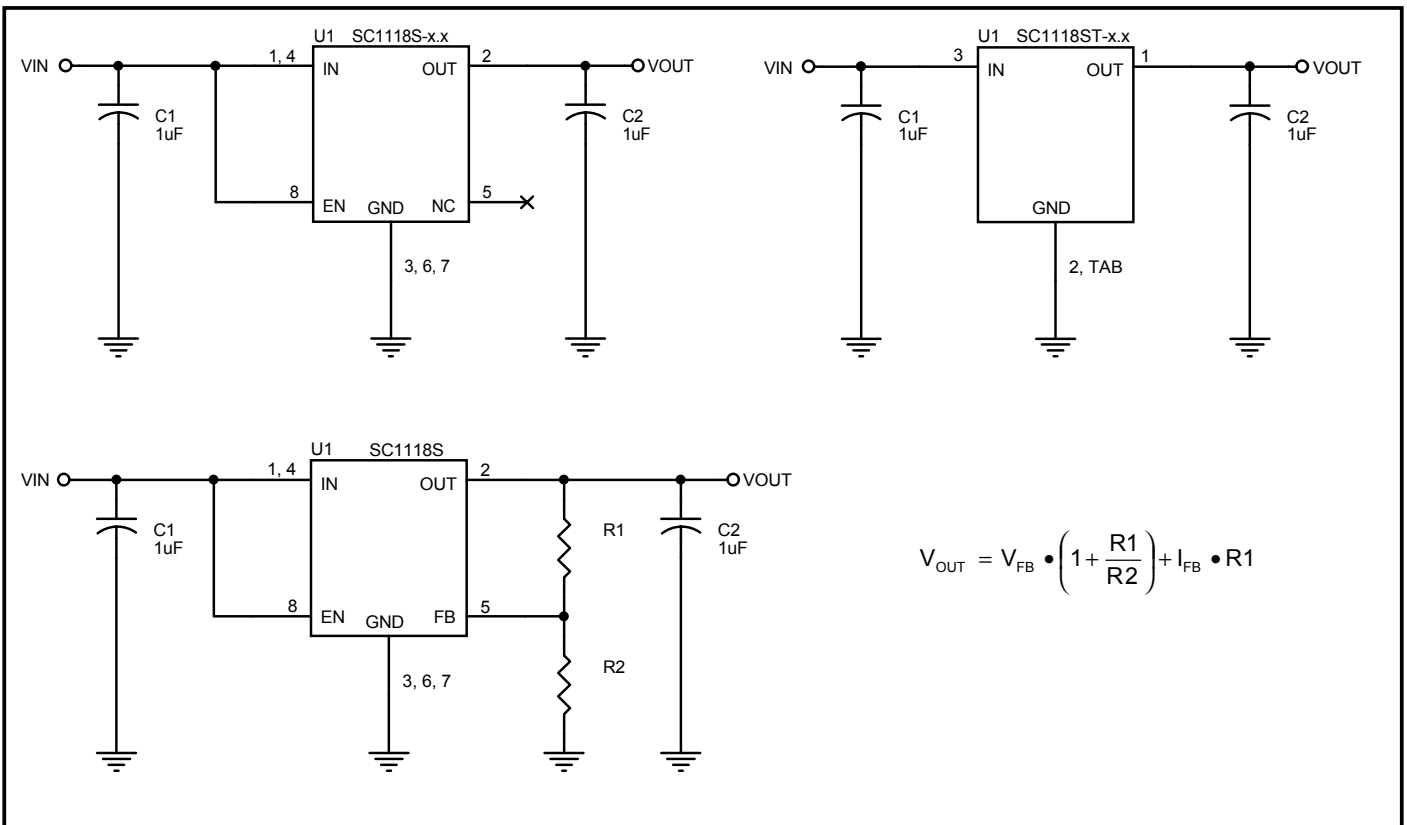 U1 SC1118S-x.x
VIN
1, 4
IN
OUT
2
VOUT
C1
1uF
C2
1uF
8
EN
GND
NC
5
3, 6, 7
U1 SC1118ST-x.x
VIN
3
IN
OUT
1
VOUT
C1
1uF
C2
1uF
GND
2, TAB
U1 SC1118S
VIN
1, 4
IN
OUT
2
VOUT
C1
1uF
R1
C2
1uF
8
EN
GND
FB
5
R2
3, 6, 7
V_OUT = V_FB • (1 + R1/R2) + I_FB • R1